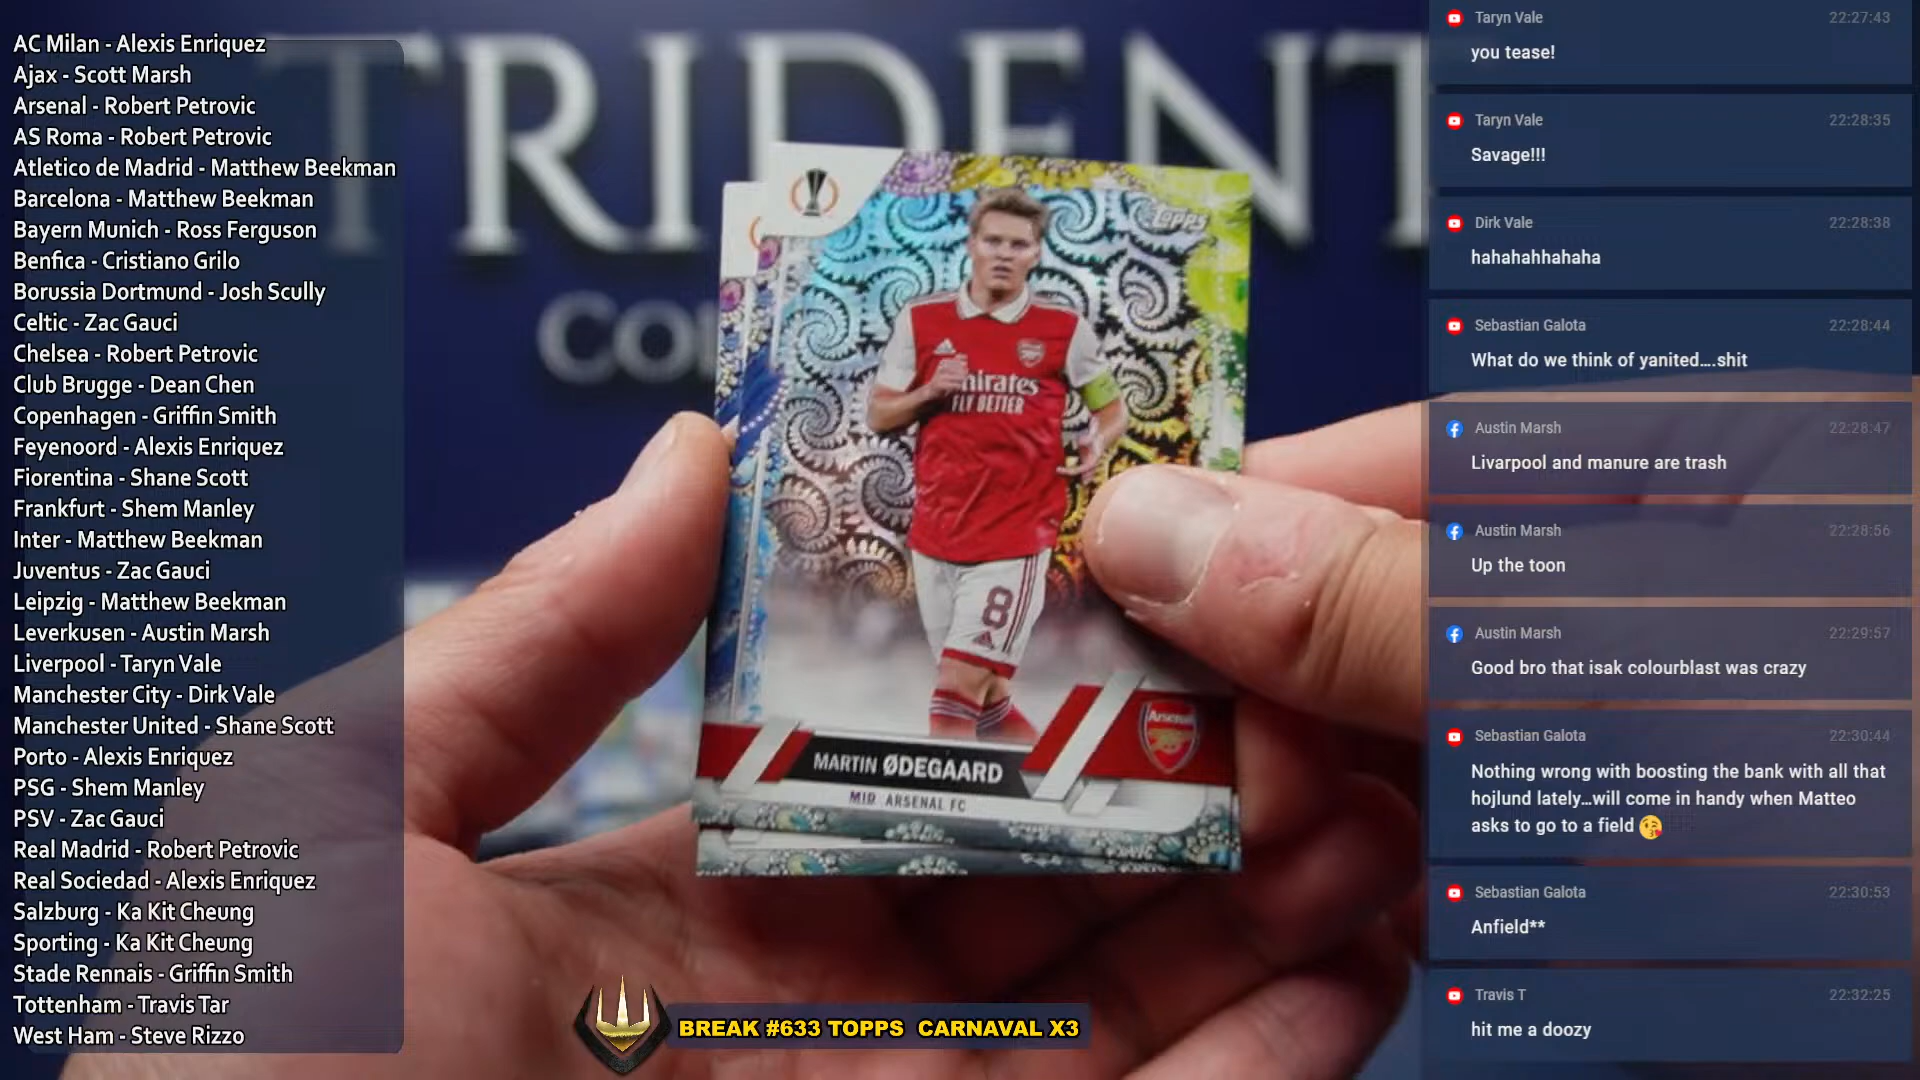 AC Milan - Alexis Enriquez
Ajax - Scott Marsh
Arsenal - Robert Petrovic
AS Roma - Robert Petrovic
Atletico de Madrid - Matthew Beekman
Barcelona - Matthew Beekman
Bayern Munich - Ross Ferguson
Benfica - Cristiano Grilo
Borussia Dortmund - Josh Scully
Celtic - Zac Gauci
Chelsea - Robert Petrovic
Club Brugge - Dean Chen
Copenhagen - Griffin Smith
Feyenoord - Alexis Enriquez
Fiorentina - Shane Scott
Frankfurt - Shem Manley
Inter - Matthew Beekman
Juventus - Zac Gauci
Leipzig - Matthew Beekman
Leverkusen - Austin Marsh
Liverpool - Taryn Vale
Manchester City - Dirk Vale
Manchester United - Shane Scott
Porto - Alexis Enriquez
PSG - Shem Manley
PSV - Zac Gauci
Real Madrid - Robert Petrovic
Real Sociedad - Alexis Enriquez
Salzburg - Ka Kit Cheung
Sporting - Ka Kit Cheung
Stade Rennais - Griffin Smith
Tottenham - Travis Tar
West Ham - Steve Rizzo
TRIDENT
Topps
Emirates
FLY BETTER
8
Arsenal
MARTIN ØDEGAARD
MID ARSENAL FC
BREAK #633 TOPPS CARNAVAL X3
Taryn Vale 22:27:43
you tease!
Taryn Vale 22:28:35
Savage!!!
Dirk Vale 22:28:38
hahahahhahaha
Sebastian Galota 22:28:44
What do we think of yanited....shit
Austin Marsh 22:28:47
Livarpool and manure are trash
Austin Marsh 22:28:56
Up the toon
Austin Marsh 22:29:57
Good bro that isak colourblast was crazy
Sebastian Galota 22:30:44
Nothing wrong with boosting the bank with all that
hojlund lately...will come in handy when Matteo
asks to go to a field 😘
Sebastian Galota 22:30:53
Anfield**
Travis T 22:32:25
hit me a doozy